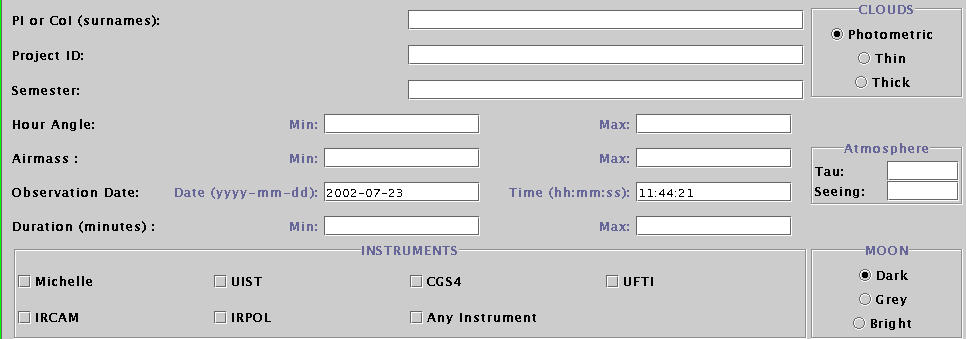 CLOUDS
PI or CoI (surnames):
Photometric
Project ID:
Thin
Thick
Semester:
Hour Angle: Min: Max:
Atmosphere
Airmass : Min: Max:
Tau:
Observation Date: Date (yyyy-mm-dd): 2002-07-23 Time (hh:mm:ss): 11:44:21
Seeing:
Duration (minutes) : Min: Max:
INSTRUMENTS
Michelle UIST CGS4 UFTI
IRCAM IRPOL Any Instrument
MOON
Dark
Grey
Bright